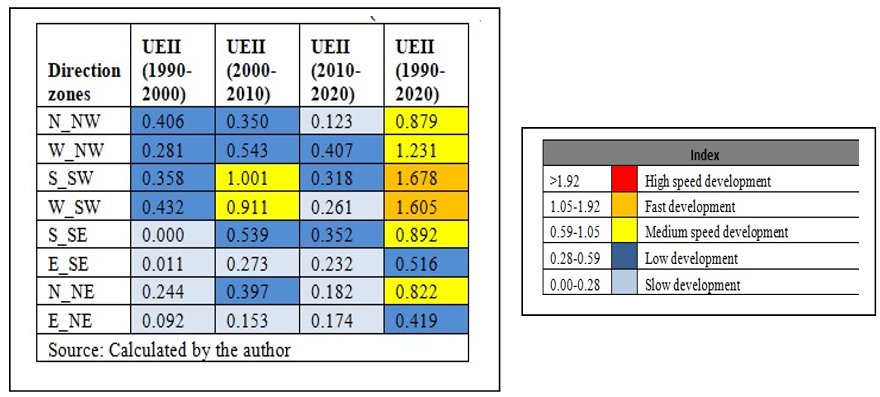 Direction zones UEII (1990-2000) UEII (2000-2010) UEII (2010-2020) UEII (1990-2020)
N_NW 0.406 0.350 0.123 0.879
W_NW 0.281 0.543 0.407 1.231
S_SW 0.358 1.001 0.318 1.678
W_SW 0.432 0.911 0.261 1.605
S_SE 0.000 0.539 0.352 0.892
E_SE 0.011 0.273 0.232 0.516
N_NE 0.244 0.397 0.182 0.822
E_NE 0.092 0.153 0.174 0.419
Source: Calculated by the author
Index
>1.92 High speed development
1.05-1.92 Fast development
0.59-1.05 Medium speed development
0.28-0.59 Low development
0.00-0.28 Slow development